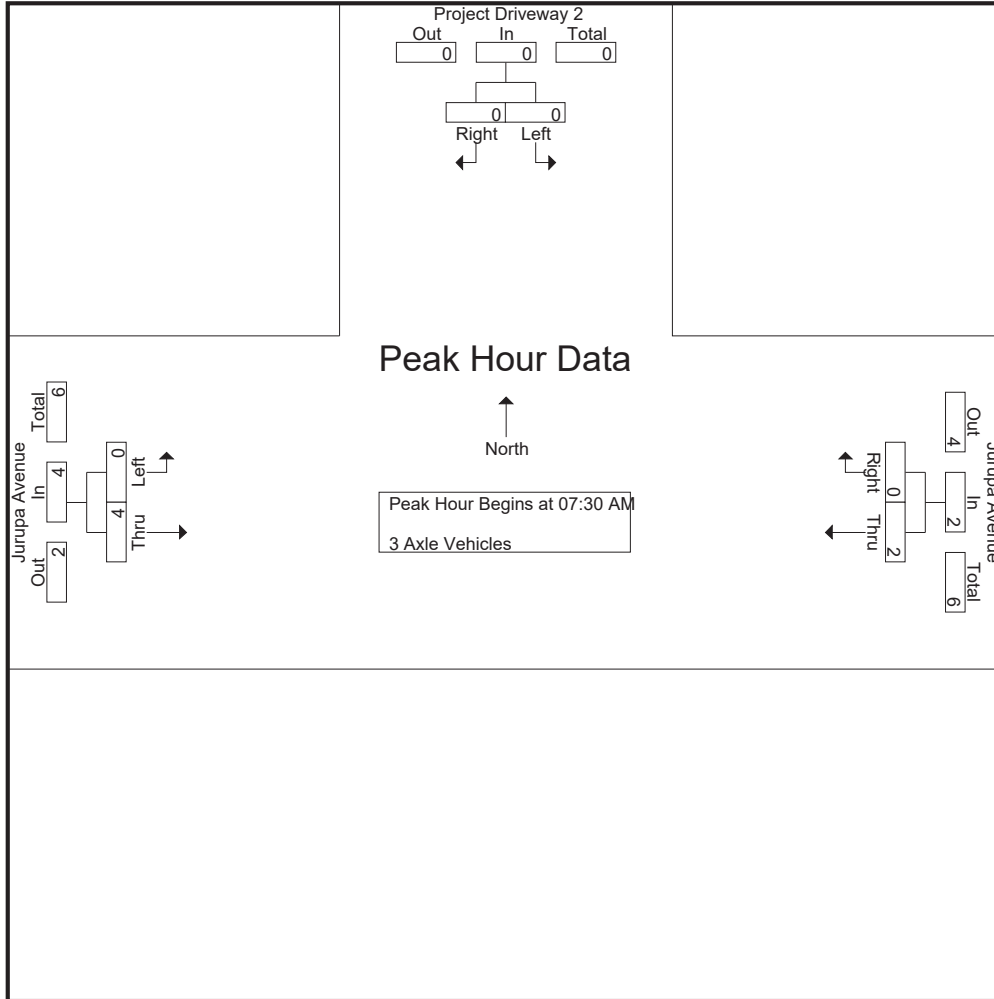 Project Driveway 2
Out In Total
0 0 0
0 0
Right Left
Peak Hour Data
North
Peak Hour Begins at 07:30 AM
3 Axle Vehicles
Jurupa Avenue
Total In Out
6 4 2
0 4
Left Thru
Jurupa Avenue
Out In Total
4 2 6
0 2
Right Thru